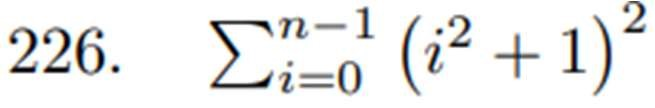 226. $\sum_{i=0}^{n-1} (i^2 + 1)^2$